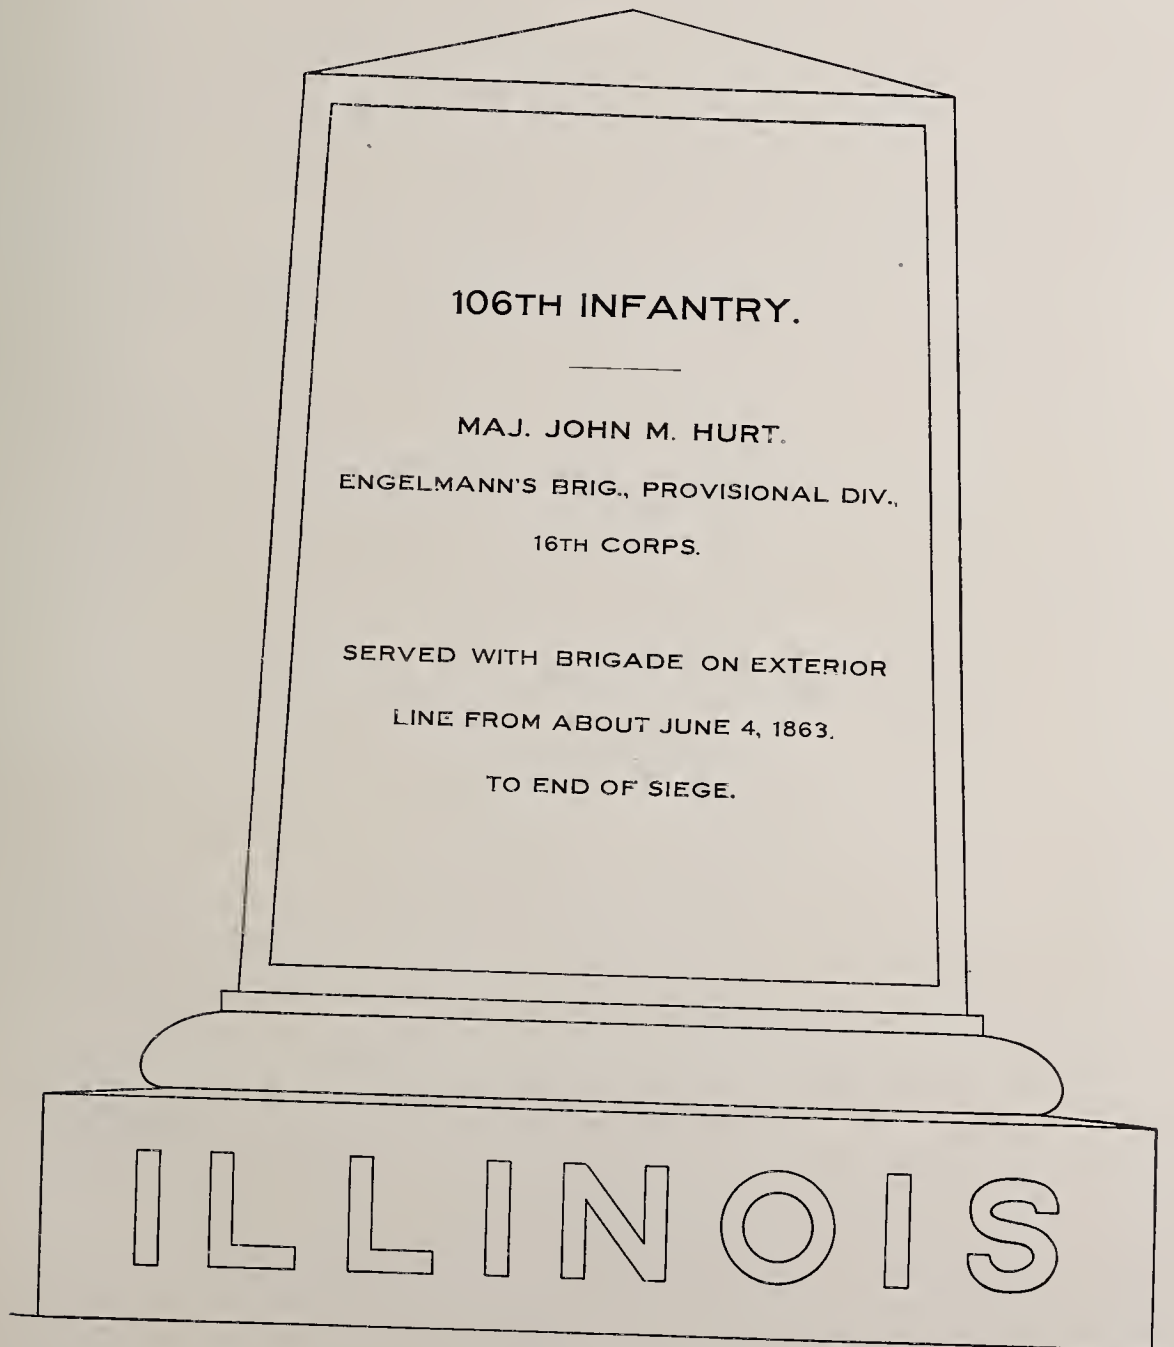 106TH INFANTRY.
MAJ. JOHN M. HURT.
ENGELMANN'S BRIG., PROVISIONAL DIV.,
16TH CORPS.
SERVED WITH BRIGADE ON EXTERIOR
LINE FROM ABOUT JUNE 4, 1863.
TO END OF SIEGE.
ILLINOIS